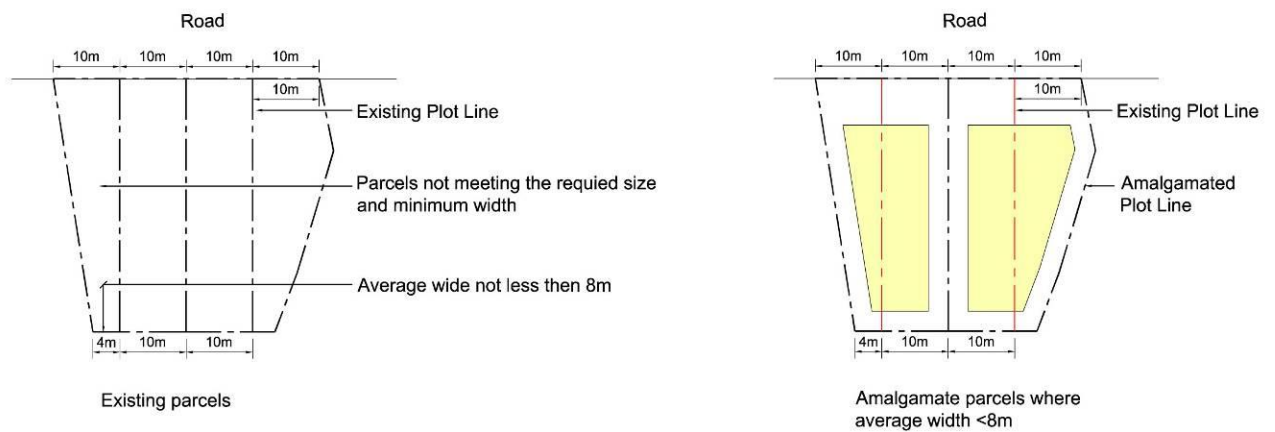 Road
10m 10m 10m 10m
10m
Existing Plot Line
Parcels not meeting the requied size
and minimum width
Average wide not less then 8m
4m 10m 10m
Existing parcels
Road
10m 10m 10m 10m
10m
Existing Plot Line
Amalgamated
Plot Line
4m 10m 10m
Amalgamate parcels where
average width <8m